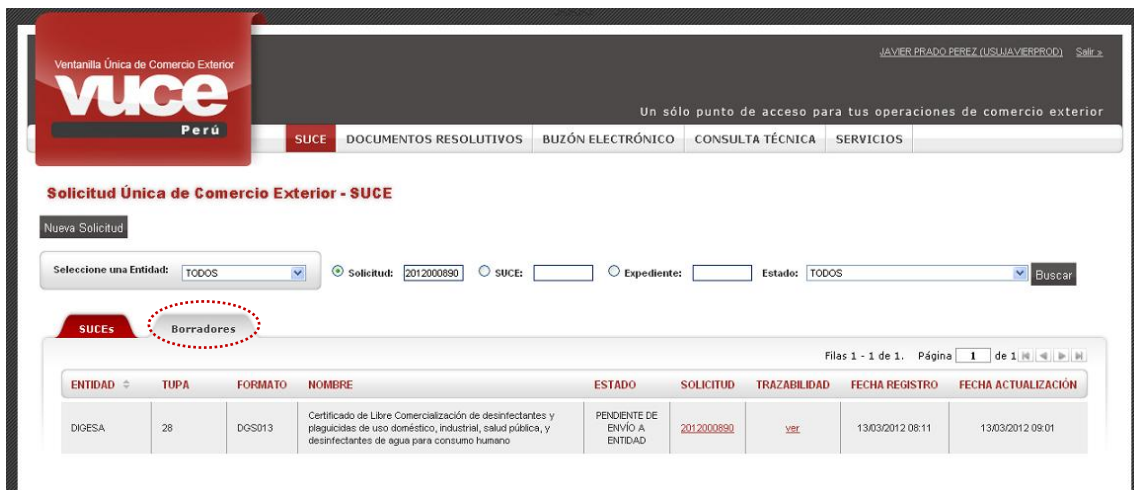 JAVIER PRADO PEREZ (USUJAVIERPROD) Salir »
Ventanilla Única de Comercio Exterior
vuce
Perú
Un sólo punto de acceso para tus operaciones de comercio exterior
SUCE DOCUMENTOS RESOLUTIVOS BUZÓN ELECTRÓNICO CONSULTA TÉCNICA SERVICIOS
Solicitud Única de Comercio Exterior - SUCE
Nueva Solicitud
Seleccione una Entidad: TODOS Solicitud: 2012000890 SUCE: Expediente: Estado: TODOS Buscar
SUCEs Borradores
Filas 1 - 1 de 1. Página 1 de 1
ENTIDAD TUPA FORMATO NOMBRE ESTADO SOLICITUD TRAZABILIDAD FECHA REGISTRO FECHA ACTUALIZACIÓN
DIGESA 28 DGS013 Certificado de Libre Comercialización de desinfectantes y
plaguicidas de uso doméstico, industrial, salud pública, y
desinfectantes de agua para consumo humano
PENDIENTE DE
ENVÍO A
ENTIDAD
2012000890 ver 13/03/2012 08:11 13/03/2012 09:01